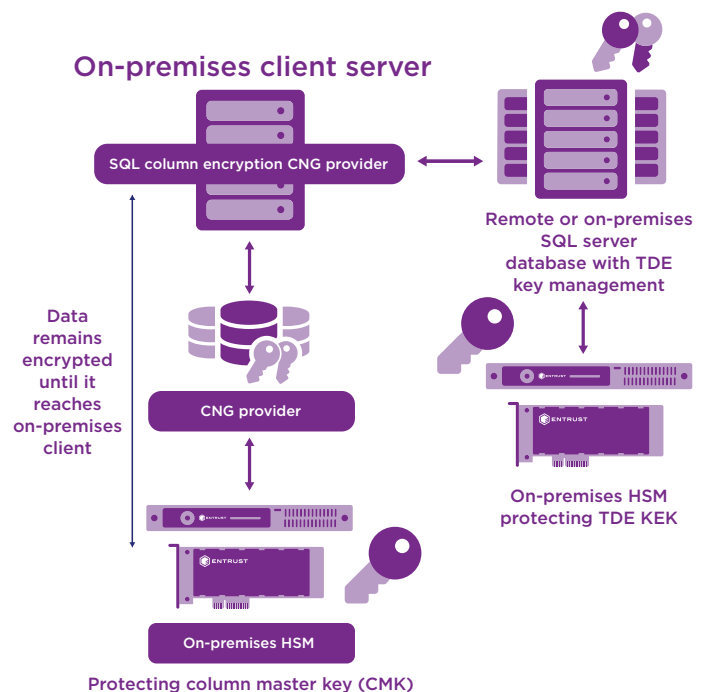 On-premises client server
SQL column encryption CNG provider
Remote or on-premises
SQL server
database with TDE
key management
Data
remains
encrypted
until it
reaches
on-premises
client
CNG provider
ENTRUST
ENTRUST
On-premises HSM
protecting TDE KEK
ENTRUST
ENTRUST
On-premises HSM
Protecting column master key (CMK)